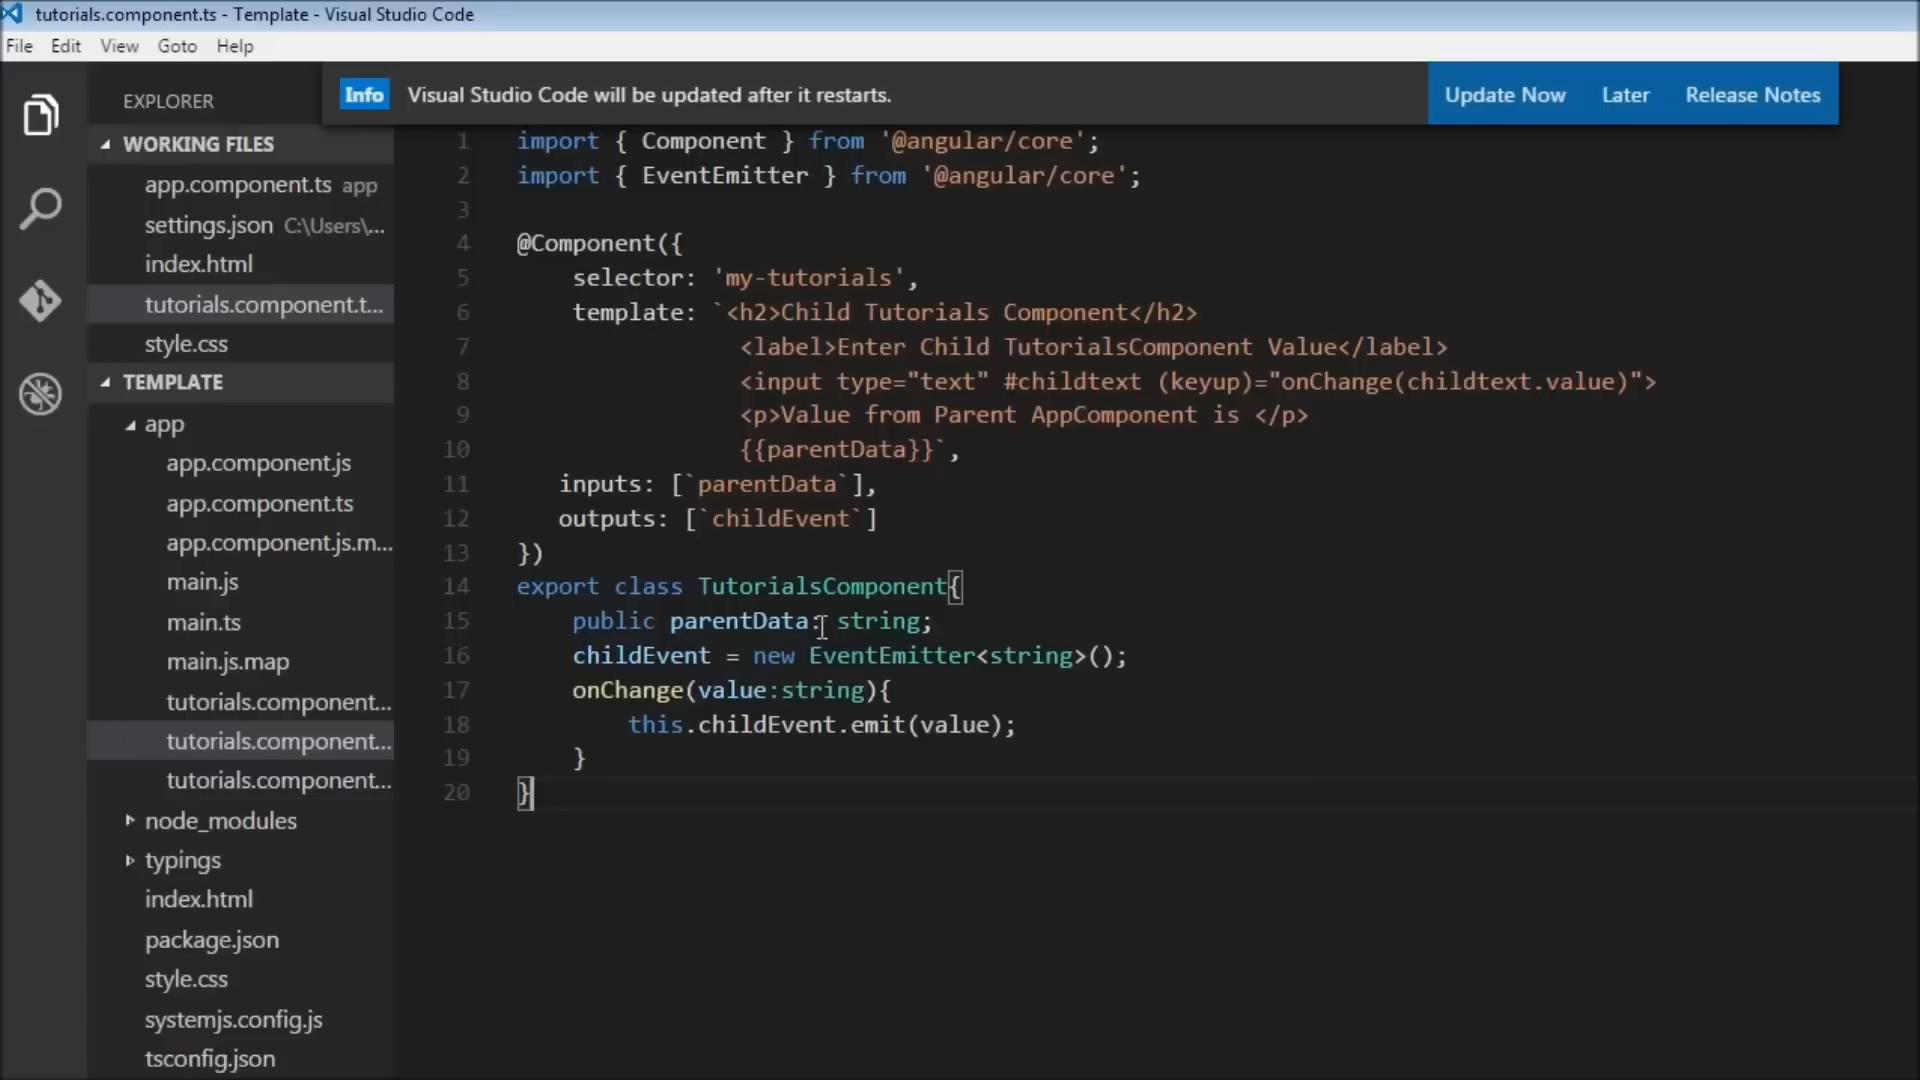 tutorials.component.ts - Template - Visual Studio Code
File Edit View Goto Help
Info Visual Studio Code will be updated after it restarts. Update Now Later Release Notes
EXPLORER
WORKING FILES
app.component.ts app
settings.json C:\Users\...
index.html
tutorials.component.t...
style.css
TEMPLATE
app
app.component.js
app.component.ts
app.component.js.m...
main.js
main.ts
main.js.map
tutorials.component...
tutorials.component...
tutorials.component...
node_modules
typings
index.html
package.json
style.css
systemjs.config.js
tsconfig.json
1 import { Component } from '@angular/core';
2 import { EventEmitter } from '@angular/core';
3
4 @Component({
5 selector: 'my-tutorials',
6 template: `<h2>Child Tutorials Component</h2>
7 <label>Enter Child TutorialsComponent Value</label>
8 <input type="text" #childtext (keyup)="onChange(childtext.value)">
9 <p>Value from Parent AppComponent is </p>
10 {{parentData}}`,
11 inputs: [`parentData`],
12 outputs: [`childEvent`]
13 })
14 export class TutorialsComponent{
15 public parentData: string;
16 childEvent = new EventEmitter<string>();
17 onChange(value:string){
18 this.childEvent.emit(value);
19 }
20 }